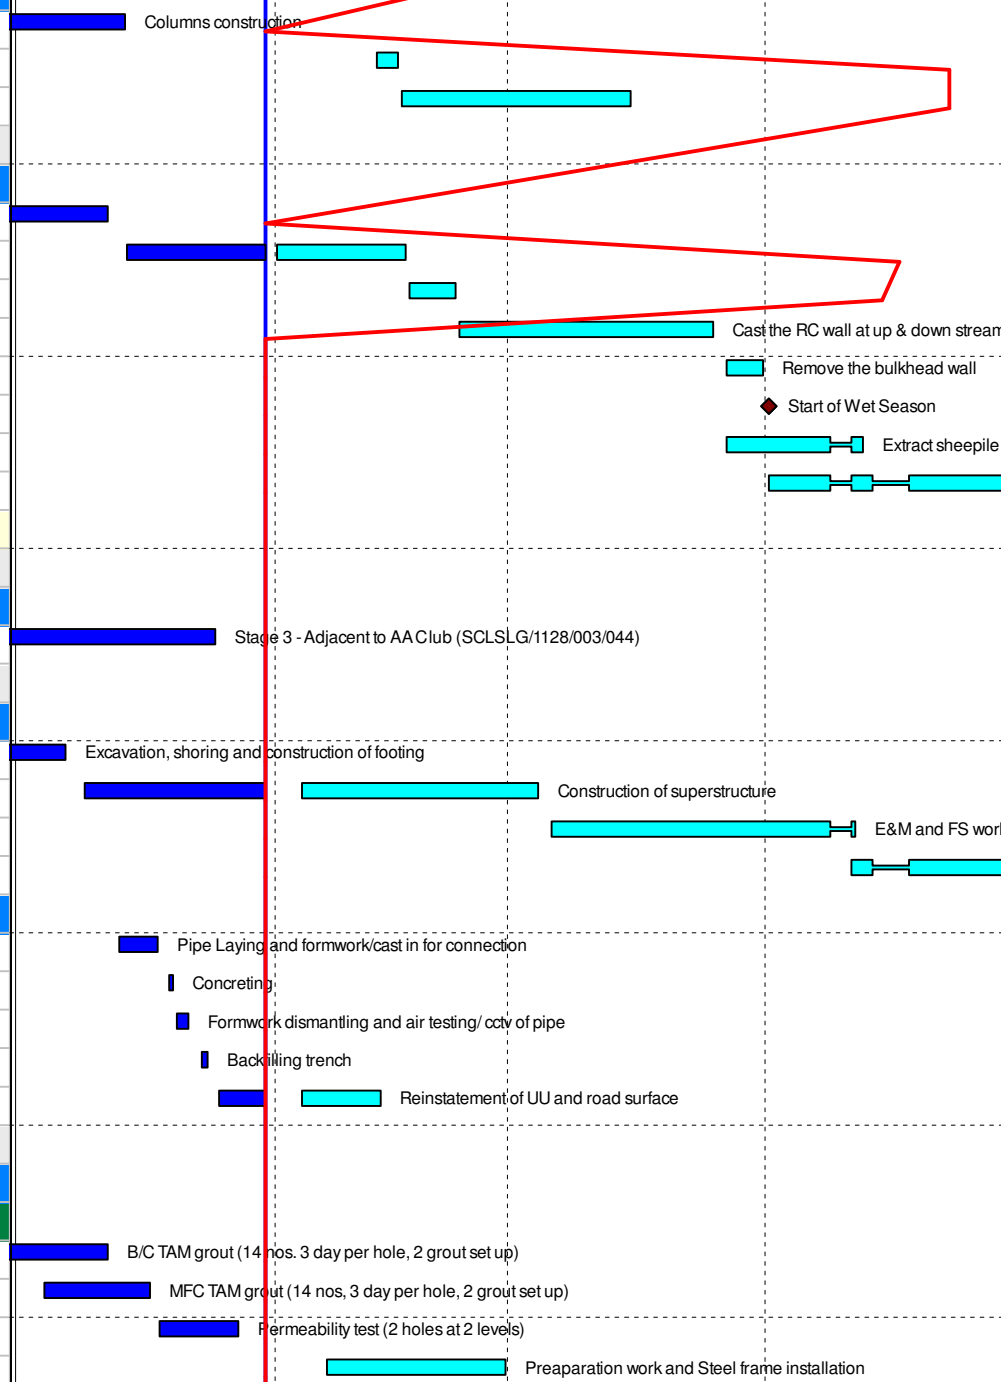 Columns construction
Cast the RC wall at up & down stream
Remove the bulkhead wall
Start of Wet Season
Extract sheepile
Stage 3 - Adjacent to AA Club (SCLSLG/1128/003/044)
Excavation, shoring and construction of footing
Construction of superstructure
E&M and FS wor
Pipe Laying and formwork/cast in for connection
Concreting
Formwork dismantling and air testing/ cctv of pipe
Backfilling trench
Reinstatement of UU and road surface
B/C TAM grout (14 nos. 3 day per hole, 2 grout set up)
MFC TAM grout (14 nos, 3 day per hole, 2 grout set up)
Permeability test (2 holes at 2 levels)
Preaparation work and Steel frame installation